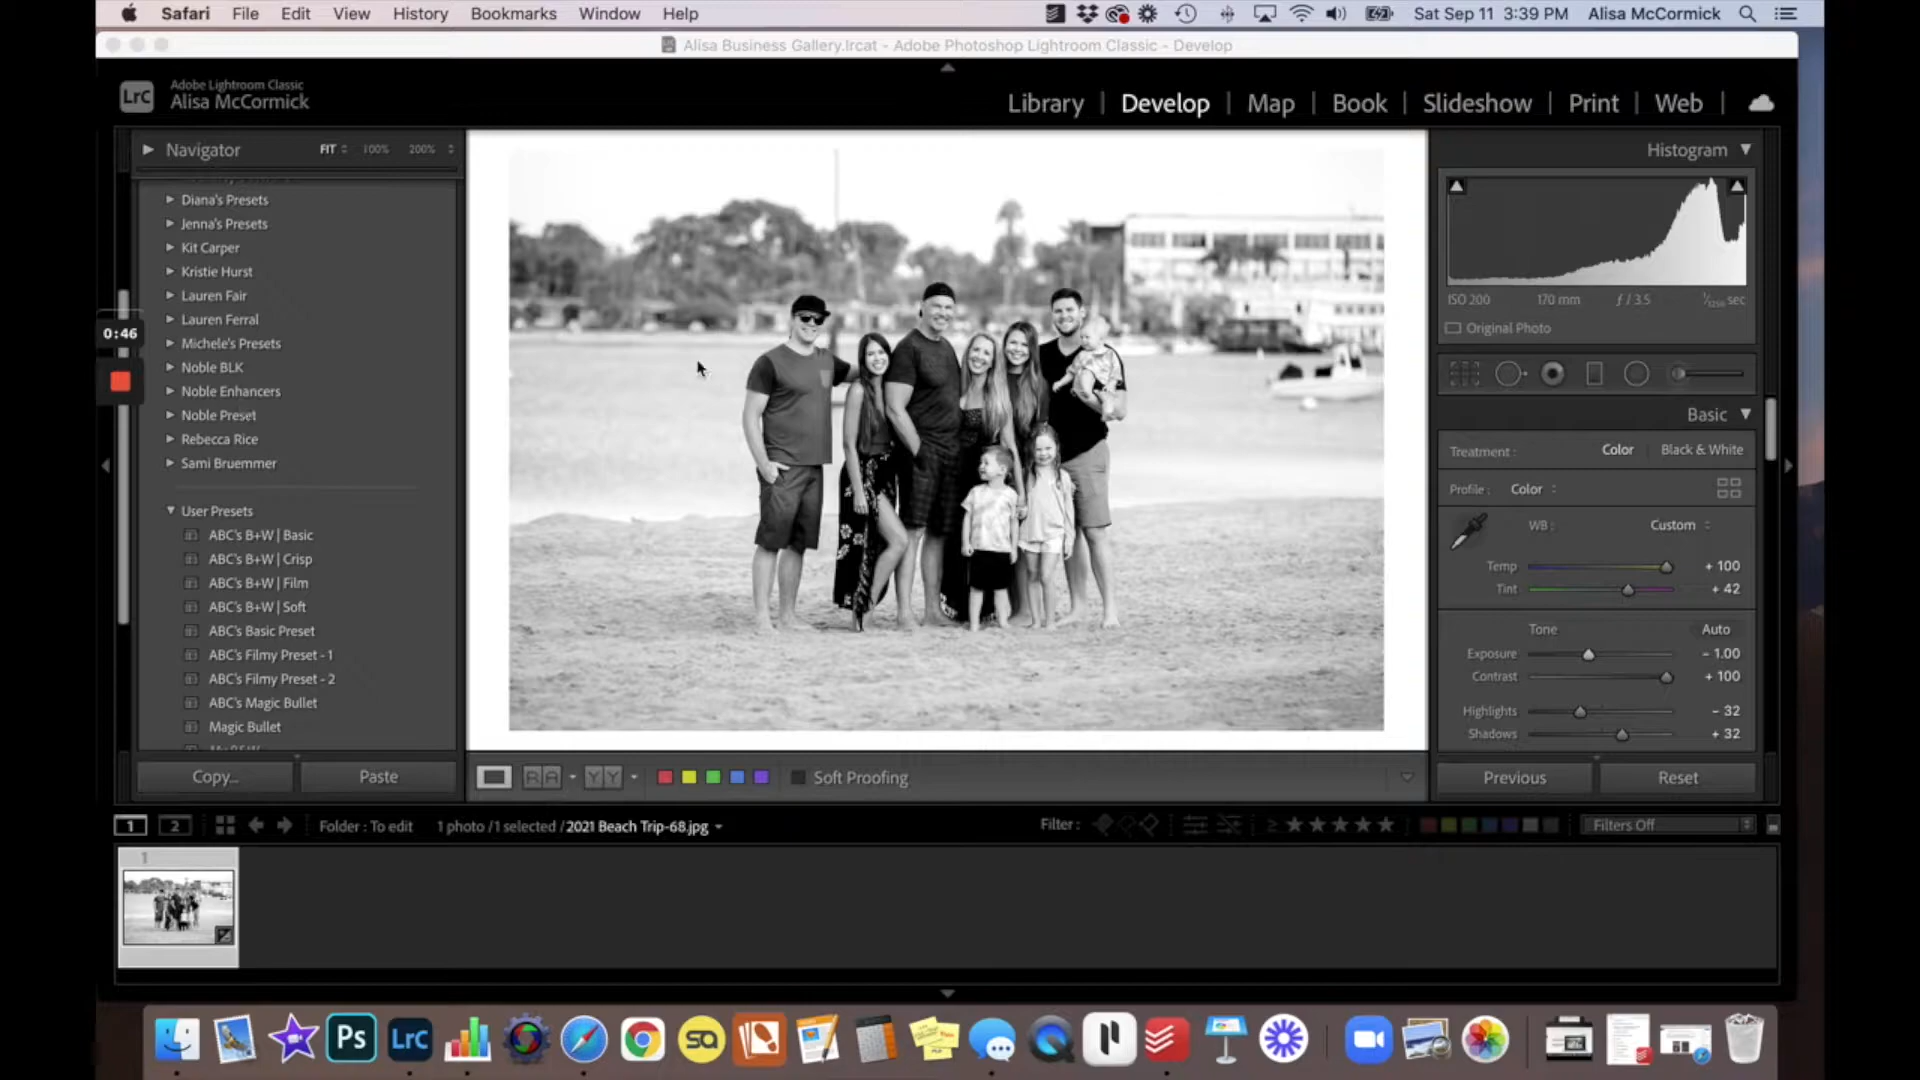 Safari File Edit View History Bookmarks Window Help Sat Sep 11 3:39 PM Alisa McCormick
Alisa Business Gallery.lrcat - Adobe Photoshop Lightroom Classic - Develop
LrC
Adobe Lightroom Classic
Alisa McCormick
Library | Develop | Map | Book | Slideshow | Print | Web |
Navigator FIT 100% 200%
Diana's Presets
Jenna's Presets
Kit Carper
Kristie Hurst
Lauren Fair
Lauren Ferral
Michele's Presets
Noble BLK
Noble Enhancers
Noble Preset
Rebecca Rice
Sami Bruemmer
User Presets
ABC's B+W | Basic
ABC's B+W | Crisp
ABC's B+W | Film
ABC's B+W | Soft
ABC's Basic Preset
ABC's Filmy Preset - 1
ABC's Filmy Preset - 2
ABC's Magic Bullet
Magic Bullet
Copy... Paste
0:46
Histogram
ISO 200 170 mm ƒ / 3.5 sec
Original Photo
Basic
Treatment : Color Black & White
Profile : Color
WB : Custom
Temp + 100
Tint + 42
Tone Auto
Exposure - 1.00
Contrast + 100
Highlights - 32
Shadows + 32
Previous Reset
RA YY Soft Proofing
1 2 Folder : To edit 1 photo / 1 selected / 2021 Beach Trip-68.jpg Filter : ≥ ★★★★★ Filters Off
1
Ps LrC sa